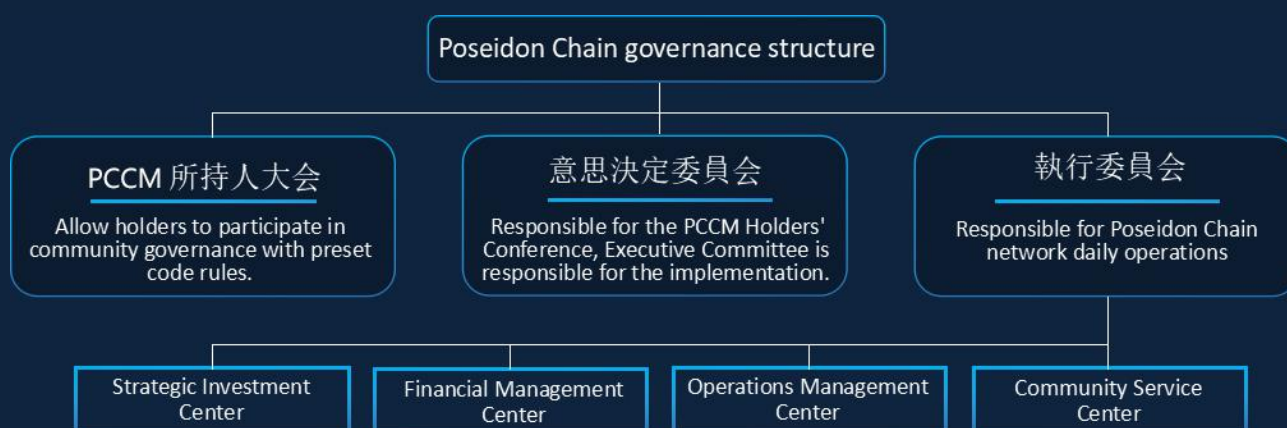 Poseidon Chain governance structure
PCCM 所持人大会
Allow holders to participate in
community governance with preset
code rules.
意思決定委員会
Responsible for the PCCM Holders'
Conference, Executive Committee is
responsible for the implementation.
執行委員会
Responsible for Poseidon Chain
network daily operations
Strategic Investment
Center
Financial Management
Center
Operations Management
Center
Community Service
Center